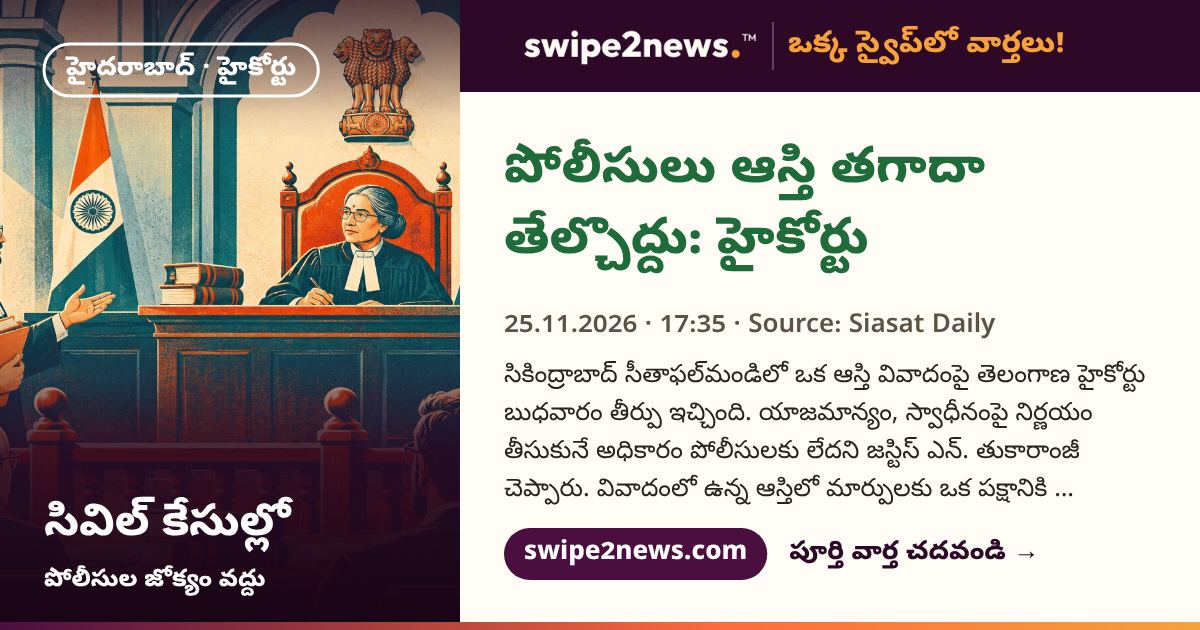 హైదరాబాద్ · హైకోర్టు
సివిల్ కేసుల్లో
పోలీసుల జోక్యం వద్దు
swipe2news.™ ఒక్క స్వైప్‌లో వార్తలు!
పోలీసులు ఆస్తి తగాదా
తేల్చొద్దు: హైకోర్టు
25.11.2026 · 17:35 · Source: Siasat Daily
సికింద్రాబాద్ సీతాఫల్‌మండిలో ఒక ఆస్తి వివాదంపై తెలంగాణ హైకోర్టు
బుధవారం తీర్పు ఇచ్చింది. యాజమాన్యం, స్వాధీనంపై నిర్ణయం
తీసుకునే అధికారం పోలీసులకు లేదని జస్టిస్ ఎన్. తుకారాంజీ
చెప్పారు. వివాదంలో ఉన్న ఆస్తిలో మార్పులకు ఒక పక్షానికి ...
swipe2news.com పూర్తి వార్త చదవండి →